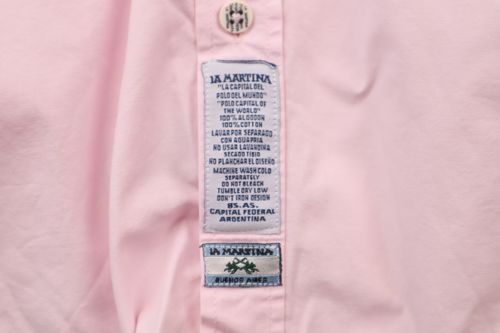 LA MARTINA
"LA CAPITAL DEL
POLO DEL MUNDO"
"POLO CAPITAL OF
THE WORLD"
100% ALGODON
100% COTTON
LAVAR POR SEPARADO
CON AGUA FRIA
NO USAR LAVANDINA
SECADO TIBIO
NO PLANCHAR EL DISEÑO
MACHINE WASH COLD
SEPARATELY
DO NOT BLEACH
TUMBLE DRY LOW
DON'T IRON DESIGN
BS. AS.
CAPITAL FEDERAL
ARGENTINA
LA MARTINA
BUENOS AIRES